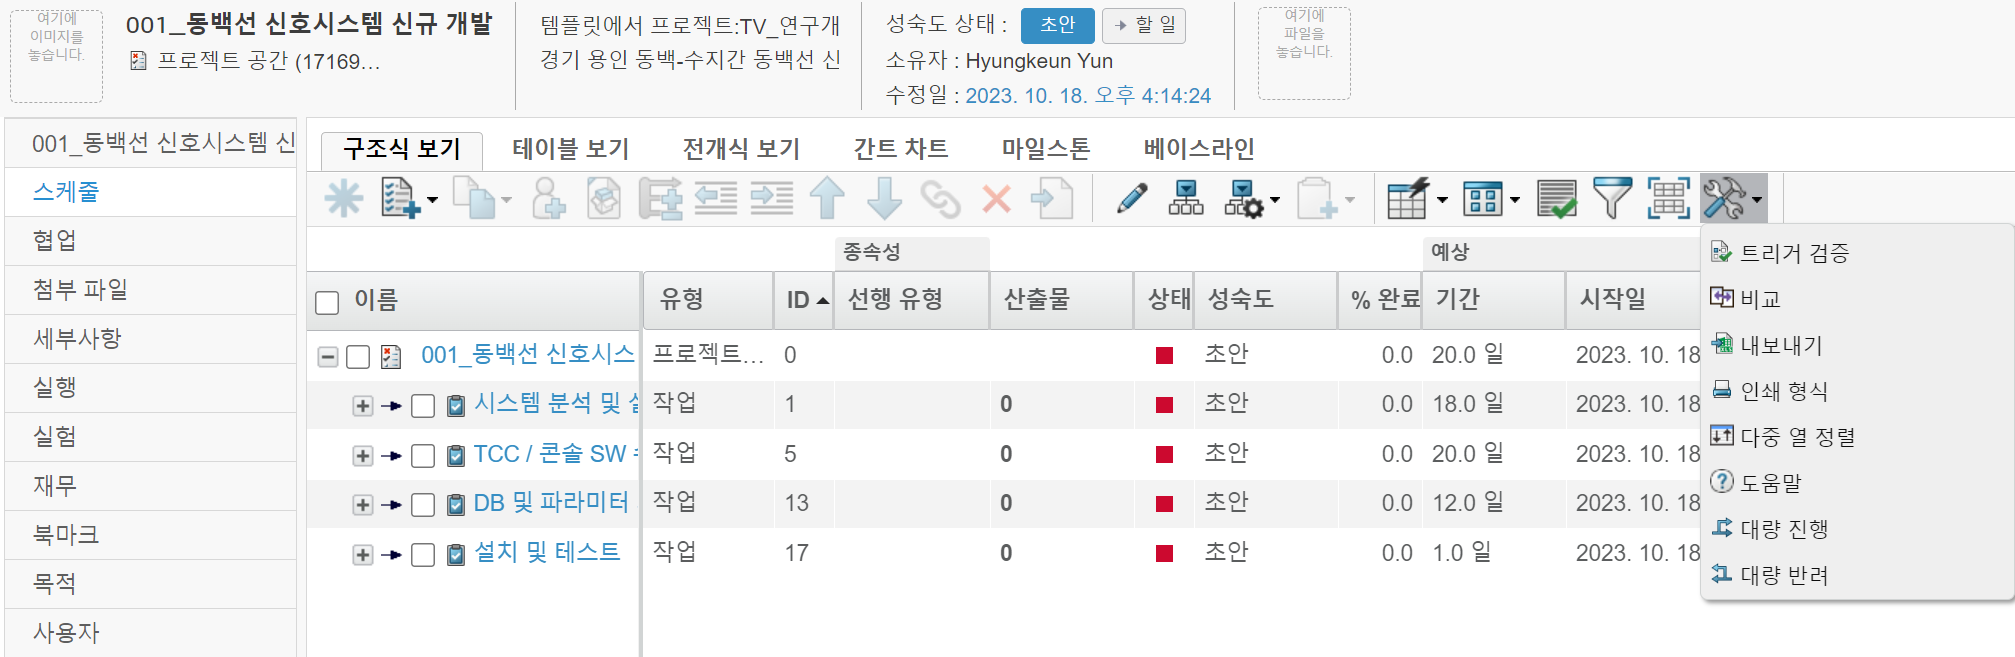 여기에
이미지를
놓습니다.
001_동백선 신호시스템 신규 개발
프로젝트 공간 (17169...
템플릿에서 프로젝트:TV_연구개
경기 용인 동백-수지간 동백선 신
성숙도 상태 : 초안 할 일
소유자 : Hyungkeun Yun
수정일 : 2023. 10. 18. 오후 4:14:24
여기에
파일을
놓습니다.
001_동백선 신호시스템 신
스케줄
협업
첨부 파일
세부사항
실행
실험
재무
북마크
목적
사용자
구조식 보기 테이블 보기 전개식 보기 간트 차트 마일스톤 베이스라인
종속성 예상
이름 유형 ID 선행 유형 산출물 상태 성숙도 % 완료 기간 시작일
001_동백선 신호시스 프로젝트... 0 초안 0.0 20.0 일 2023. 10. 18
시스템 분석 및 작업 1 0 초안 0.0 18.0 일 2023. 10. 18
TCC / 콘솔 SW 작업 5 0 초안 0.0 20.0 일 2023. 10. 18
DB 및 파라미터 작업 13 0 초안 0.0 12.0 일 2023. 10. 18
설치 및 테스트 작업 17 0 초안 0.0 1.0 일 2023. 10. 18
트리거 검증
비교
내보내기
인쇄 형식
다중 열 정렬
도움말
대량 진행
대량 반려